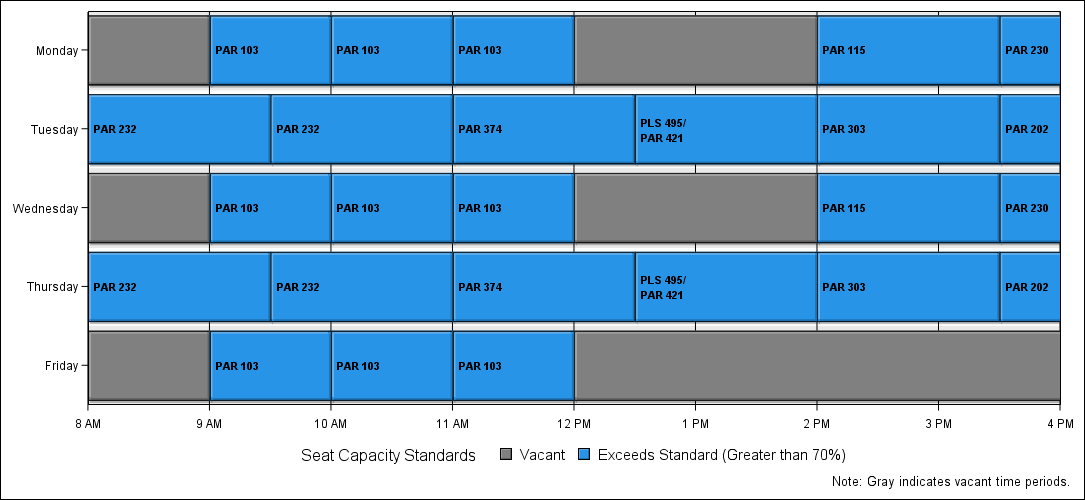 Monday
PAR 103
PAR 103
PAR 103
PAR 115
PAR 230
Tuesday
PAR 232
PAR 232
PAR 374
PLS 495/
PAR 421
PAR 303
PAR 202
Wednesday
PAR 103
PAR 103
PAR 103
PAR 115
PAR 230
Thursday
PAR 232
PAR 232
PAR 374
PLS 495/
PAR 421
PAR 303
PAR 202
Friday
PAR 103
PAR 103
PAR 103
8 AM 9 AM 10 AM 11 AM 12 PM 1 PM 2 PM 3 PM 4 PM
Seat Capacity Standards Vacant Exceeds Standard (Greater than 70%)
Note: Gray indicates vacant time periods.